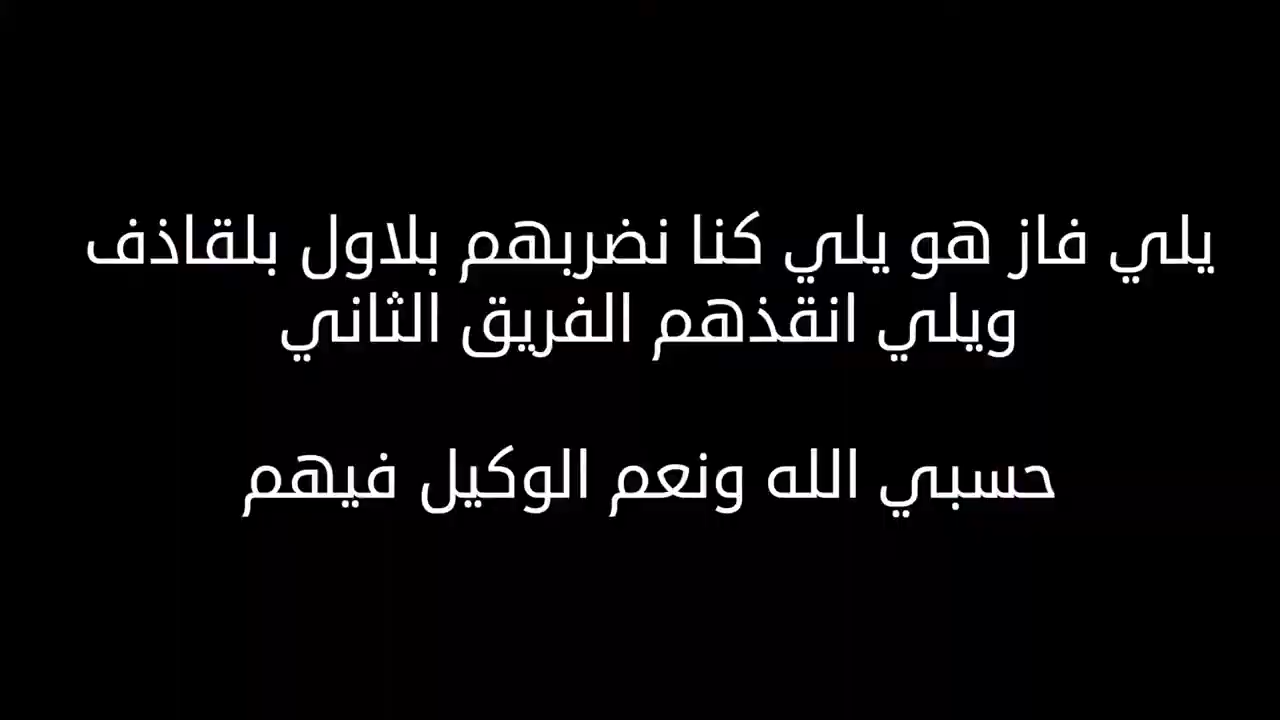 يلي فاز هو يلي كنا نضربهم بلاول بلقاذف
ويلي انقذهم الفريق الثاني
حسبي الله ونعم الوكيل فيهم